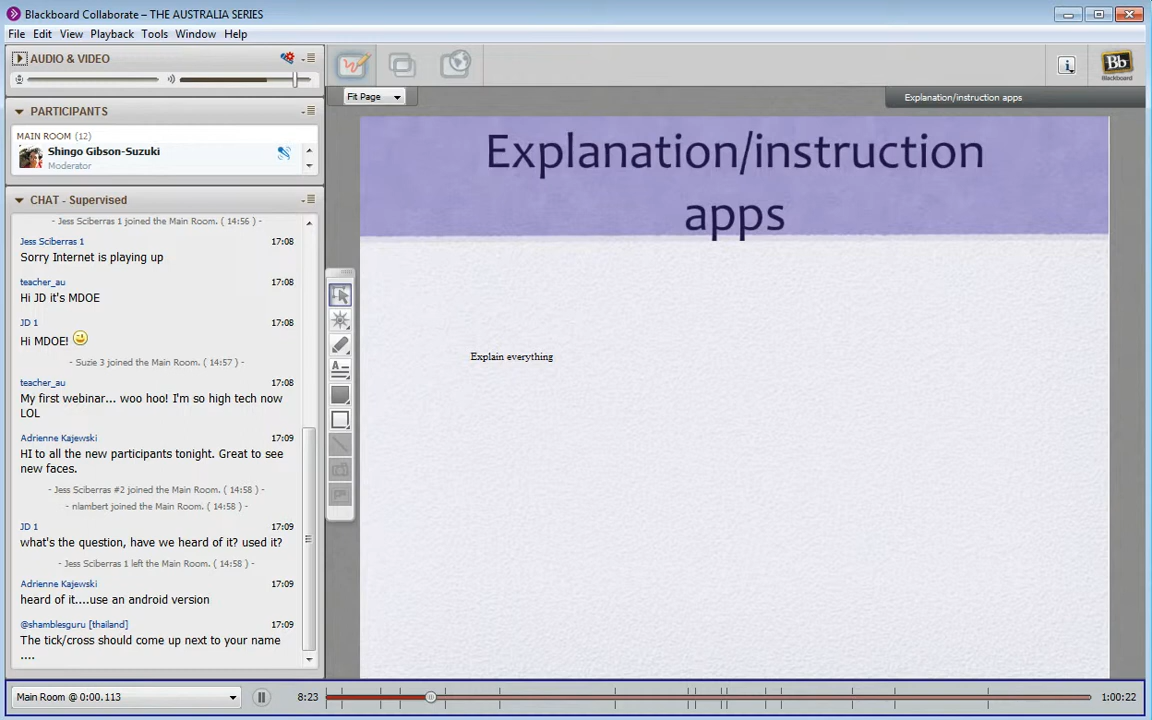 Blackboard Collaborate – THE AUSTRALIA SERIES
File Edit View Playback Tools Window Help
AUDIO & VIDEO
PARTICIPANTS
MAIN ROOM (12)
Shingo Gibson-Suzuki
Moderator
CHAT - Supervised
- Jess Sciberras 1 joined the Main Room. ( 14:56 ) -
Jess Sciberras 1 17:08
Sorry Internet is playing up
teacher_au 17:08
Hi JD it's MDOE
JD 1 17:08
Hi MDOE!
- Suzie 3 joined the Main Room. ( 14:57 ) -
teacher_au 17:08
My first webinar... woo hoo! I'm so high tech now
LOL
Adrienne Kajewski 17:09
HI to all the new participants tonight. Great to see
new faces.
- Jess Sciberras #2 joined the Main Room. ( 14:58 ) -
- nlambert joined the Main Room. ( 14:58 ) -
JD 1 17:09
what's the question, have we heard of it? used it?
- Jess Sciberras 1 left the Main Room. ( 14:58 ) -
Adrienne Kajewski 17:09
heard of it....use an android version
@shamblesguru [thailand] 17:09
The tick/cross should come up next to your name
....
Main Room @ 0:00.113
8:23
1:00:22
Fit Page
Bb
Blackboard
Explanation/instruction apps
Explanation/instruction
apps
Explain everything